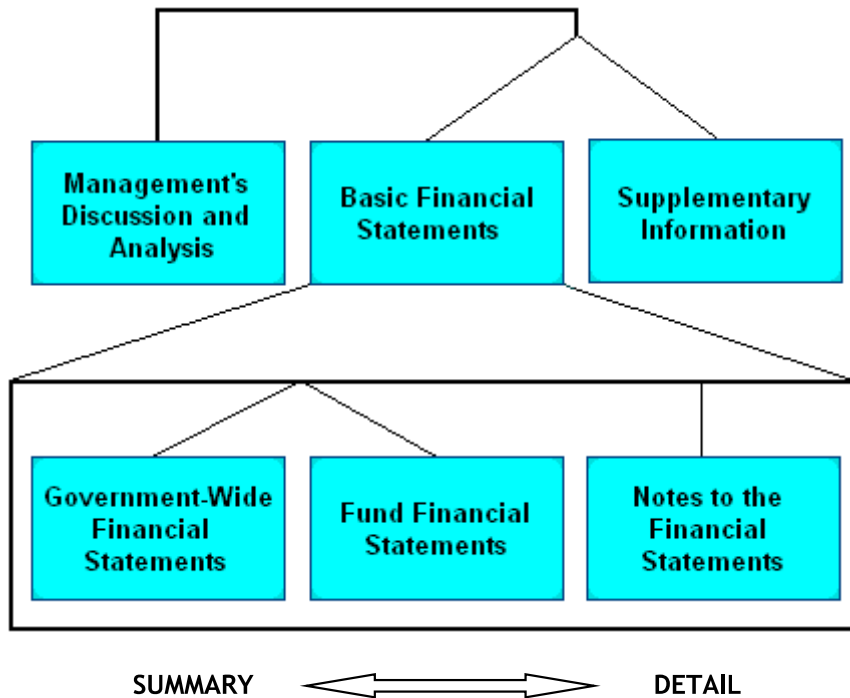 Management's
Discussion and
Analysis
Basic Financial
Statements
Supplementary
Information
Government-Wide
Financial
Statements
Fund Financial
Statements
Notes to the
Financial
Statements
SUMMARY
DETAIL